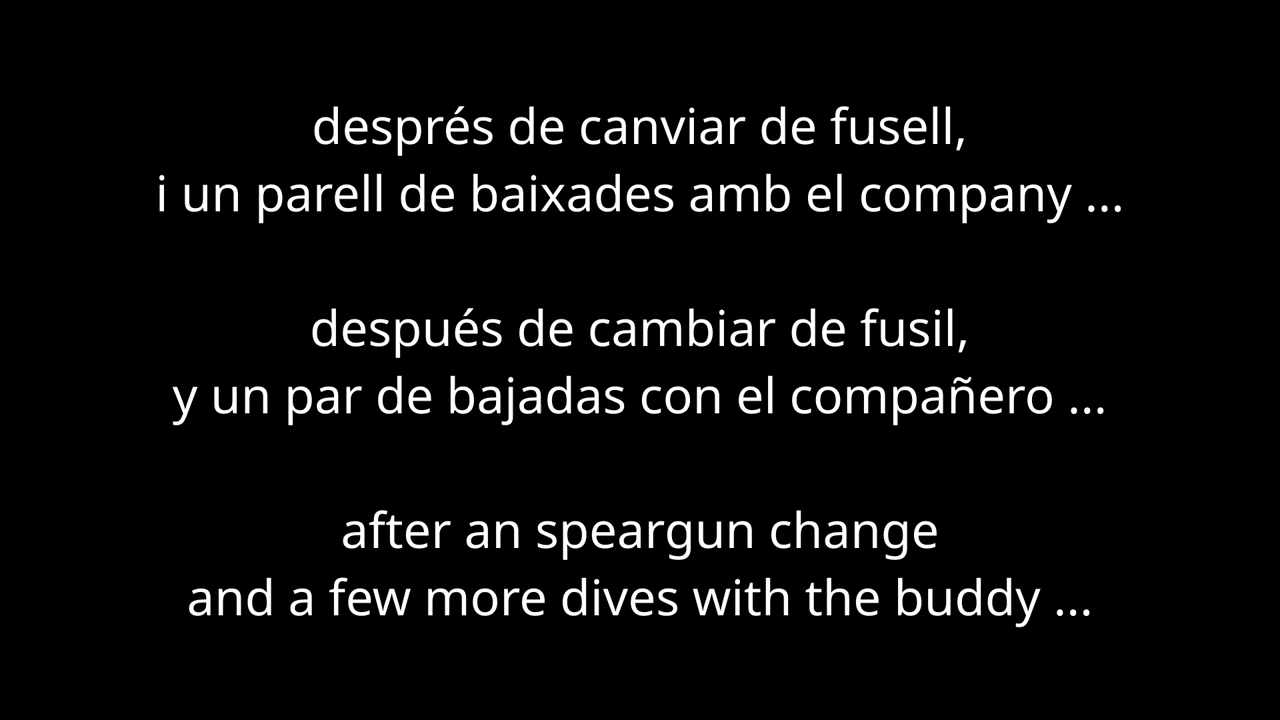 després de canviar de fusell,
i un parell de baixades amb el company ...
después de cambiar de fusil,
y un par de bajadas con el compañero ...
after an speargun change
and a few more dives with the buddy ...